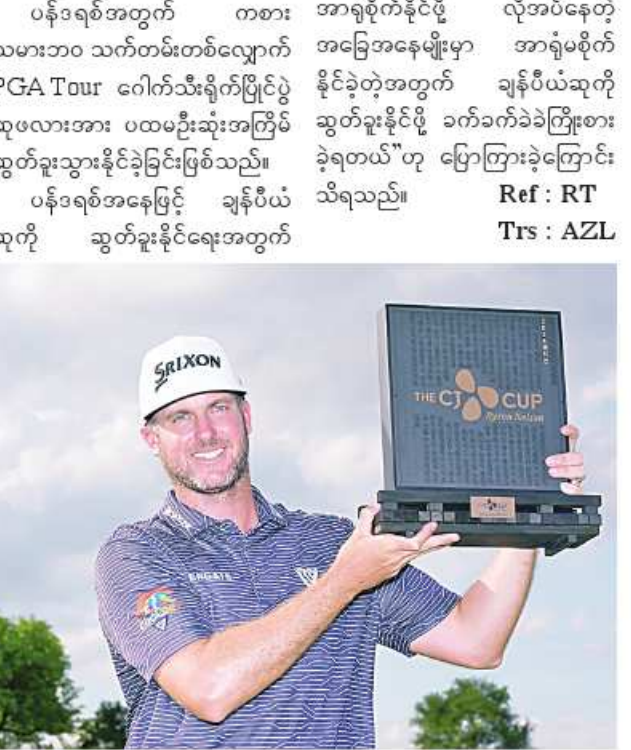 ပန်ဒရစ်အတွက် ကစား
သမားဘဝ သက်တမ်းတစ်လျှောက်
PGA Tour ဂေါက်သီးရိုက်ပြိုင်ပွဲ
ဆုဖလားအား ပထမဦးဆုံးအကြိမ်
ဆွတ်ခူးသွားနိုင်ခဲ့ခြင်းဖြစ်သည်။
ပန်ဒရစ်အနေဖြင့် ချန်ပီယံ
ဆုကို ဆွတ်ခူးနိုင်ရေးအတွက်
အာရုံစိုက်နိုင်ဖို့ လိုအပ်နေတဲ့
အခြေအနေမျိုးမှာ အာရုံမစိုက်
နိုင်ခဲ့တဲ့အတွက် ချန်ပီယံဆုကို
ဆွတ်ခူးနိုင်ဖို့ ခက်ခက်ခဲခဲကြိုးစား
ခဲ့ရတယ်”ဟု ပြောကြားခဲ့ကြောင်း
သိရသည်။ Ref : RT
Trs : AZL
SRIXON
THE CJ CUP
Byron Nelson
ENGATE